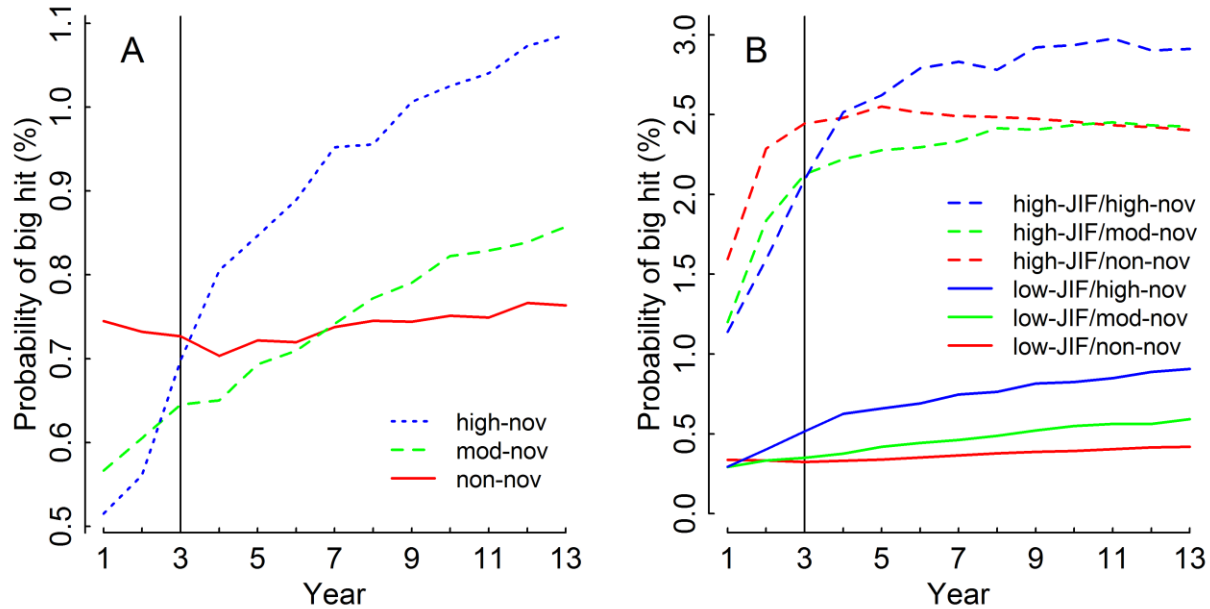 A
Probability of big hit (%)
1.1
1.0
0.9
0.8
0.7
0.6
0.5
high-nov
mod-nov
non-nov
1 3 5 7 9 11 13
Year
B
Probability of big hit (%)
3.0
2.5
2.0
1.5
1.0
0.5
0.0
high-JIF/high-nov
high-JIF/mod-nov
high-JIF/non-nov
low-JIF/high-nov
low-JIF/mod-nov
low-JIF/non-nov
1 3 5 7 9 11 13
Year